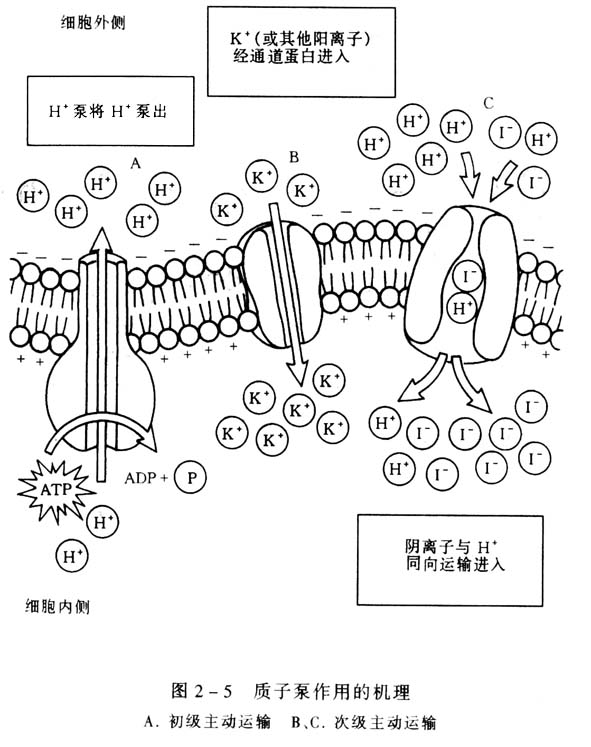 细胞外侧
K⁺(或其他阳离子)
经通道蛋白进入
H⁺泵将 H⁺泵出
A
B
C
H⁺ H⁺ H⁺ H⁺ H⁺
K⁺ K⁺ K⁺
H⁺ H⁺ H⁺ H⁺ H⁺ H⁺ I⁻ I⁻
− − − − − − − − − − − − − −
I⁻
H⁺
+ + + + + + + + + + + +
K⁺ K⁺ K⁺ K⁺ K⁺ K⁺
H⁺ I⁻ I⁻ I⁻ I⁻
H⁺ I⁻ I⁻ I⁻
ATP
ADP + P
H⁺
H⁺
阴离子与 H⁺
同向运输进入
细胞内侧
图 2-5 质子泵作用的机理
A. 初级主动运输 B、C. 次级主动运输